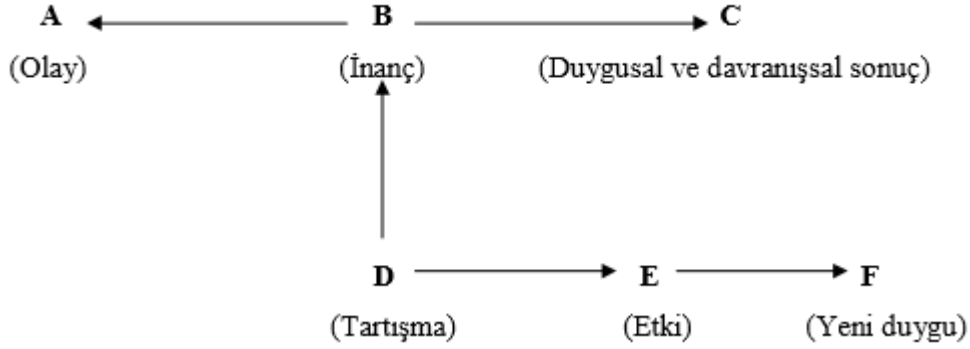 A B C
(Olay) (İnanç) (Duygusal ve davranışsal sonuç)
D E F
(Tartışma) (Etki) (Yeni duygu)